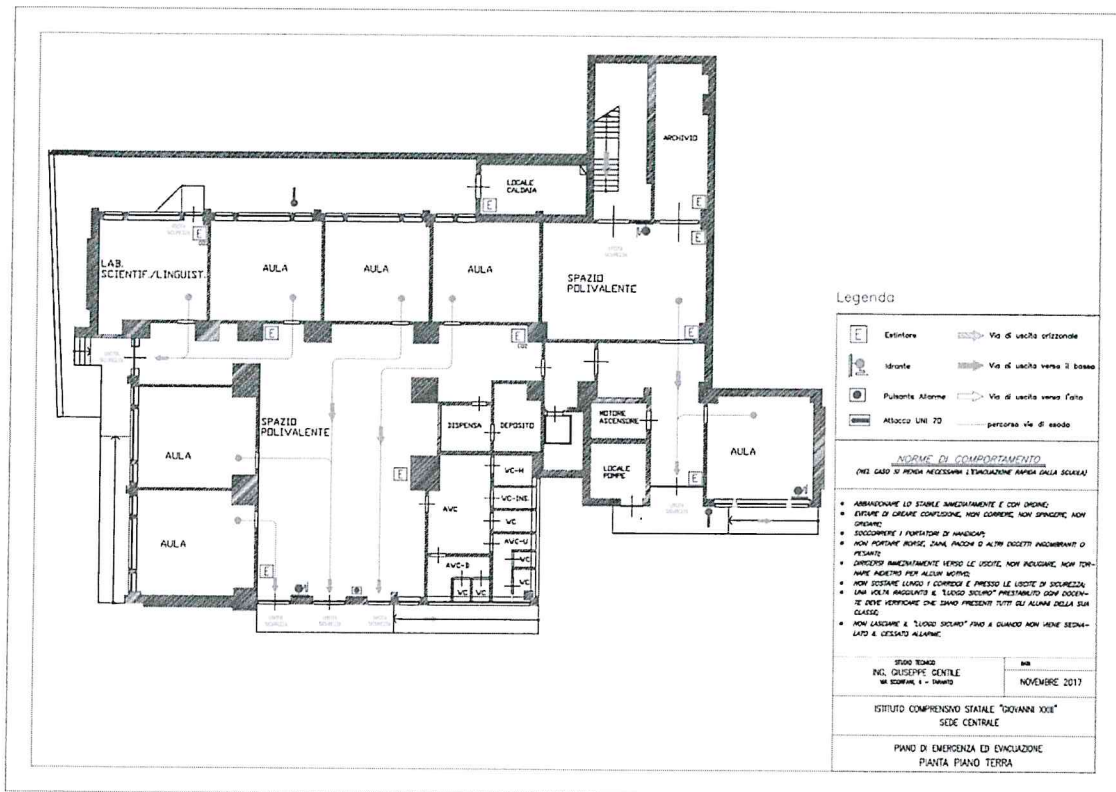 ARCHIVIO
LOCALE
CALDAIA
E
E
E
E
LAB.
SCIENTIF./LINGUIST.
AULA
AULA
AULA
SPAZIO
POLIVALENTE
E
E
CO2
E
SPAZIO
POLIVALENTE
DISPENSA
DEPOSITO
MOTORE
ASCENSORE
AULA
AULA
E
LOCALE
POMPE
E
WC-H
WC-INS.
AWC
WC
AWC-U
WC
WC
AULA
AWC-D
WC
WC
WC
E
Legenda
E
Estintore
Via di uscita orizzonale
Idrante
Via di uscita verso il basso
Pulsante Allarme
Via di uscita verso l'alto
Attacco UNI 70
percorso vie di esodo
NORME DI COMPORTAMENTO
(NEL CASO SI RENDA NECESSARIA L'EVACUAZIONE RAPIDA DALLA SCUOLA)
• ABBANDONARE LO STABILE IMMEDIATAMENTE E CON ORDINE;
• EVITARE DI CREARE CONFUSIONE, NON CORRERE, NON SPINGERE, NON
GRIDARE;
• SOCCORRERE I PORTATORI DI HANDICAP;
• NON PORTARE BORSE, ZAINI, PACCHI O ALTRI OGGETTI INGOMBRANTI O
PESANTI;
• DIRIGERSI IMMEDIATAMENTE VERSO LE USCITE, NON INDUGIARE, NON TOR-
NARE INDIETRO PER ALCUN MOTIVO;
• NON SOSTARE LUNGO I CORRIDOI E PRESSO LE USCITE DI SICUREZZA;
• UNA VOLTA RAGGIUNTO IL "LUOGO SICURO" PRESTABILITO OGNI DOCEN-
TE DEVE VERIFICARE CHE SIANO PRESENTI TUTTI GLI ALUNNI DELLA SUA
CLASSE;
• NON LASCIARE IL "LUOGO SICURO" FINO A QUANDO NON VIENE SEGNA-
LATO IL CESSATO ALLARME.
STUDIO TECNICO
ING. GIUSEPPE GENTILE
DATA
NOVEMBRE 2017
ISTITUTO COMPRENSIVO STATALE "GIOVANNI XXIII"
SEDE CENTRALE
PIANO DI EMERGENZA ED EVACUAZIONE
PIANTA PIANO TERRA